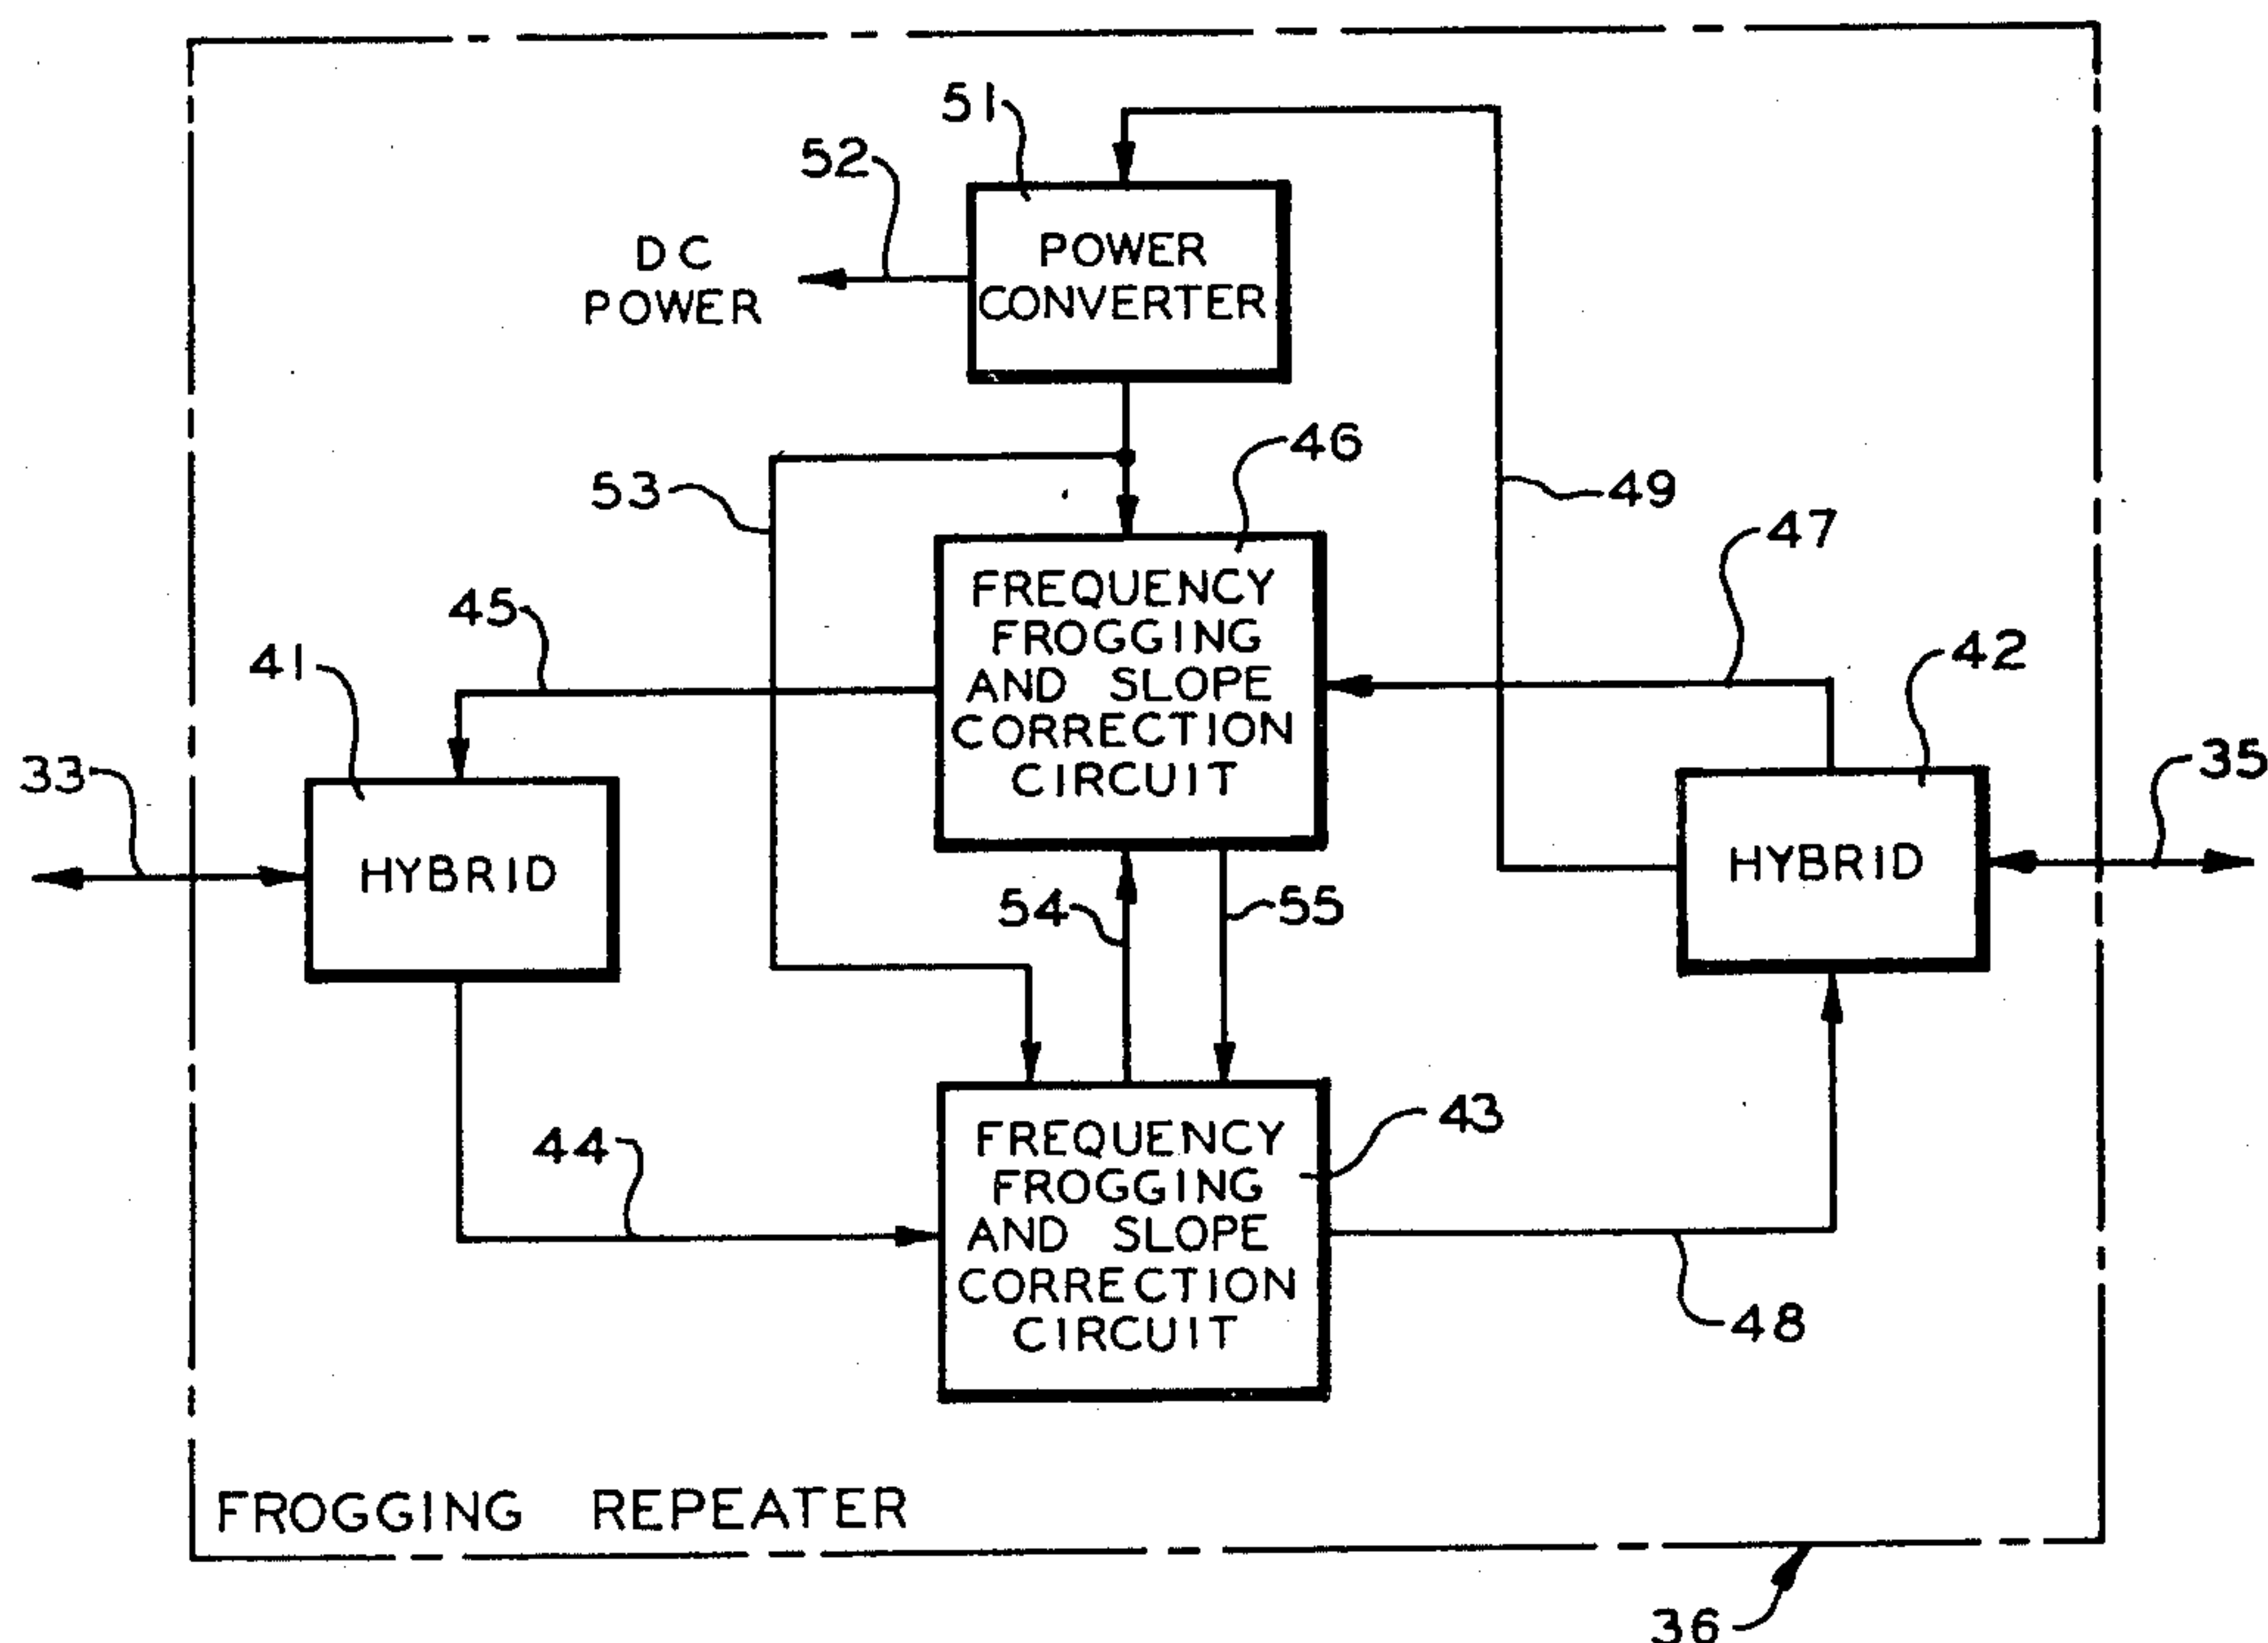 51
52
POWER
CONVERTER
DC
POWER
46
53
49
47
FREQUENCY
FROGGING
AND SLOPE
CORRECTION
CIRCUIT
45
41
42
33
35
HYBRID
HYBRID
54
55
44
43
FREQUENCY
FROGGING
AND SLOPE
CORRECTION
CIRCUIT
48
FROGGING REPEATER
36